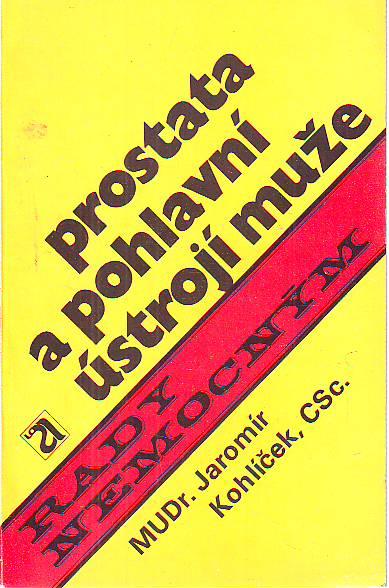 prostata
a pohlavní
ústrojí muže
RADY
NEMOCNÝM
MUDr. Jaromír
Kohlíček, CSc.